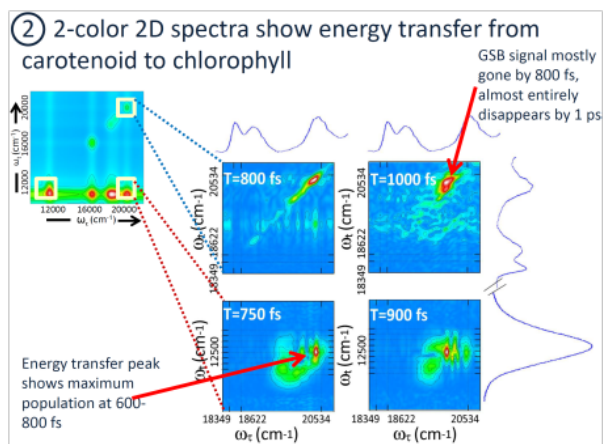 2 2-color 2D spectra show energy transfer from
carotenoid to chlorophyll
GSB signal mostly
gone by 800 fs,
almost entirely
disappears by 1 ps
ωt (cm-1)
20000
16000
12000
12000 16000 20000
ωτ (cm-1)
T=800 fs
ωt (cm-1)
20534
18622
18349
T=1000 fs
ωt (cm-1)
20534
18622
18349
T=750 fs
ωt (cm-1)
12500
18349 18622 20534
ωτ (cm-1)
T=900 fs
ωt (cm-1)
12500
18349 18622 20534
ωτ (cm-1)
Energy transfer peak
shows maximum
population at 600-
800 fs